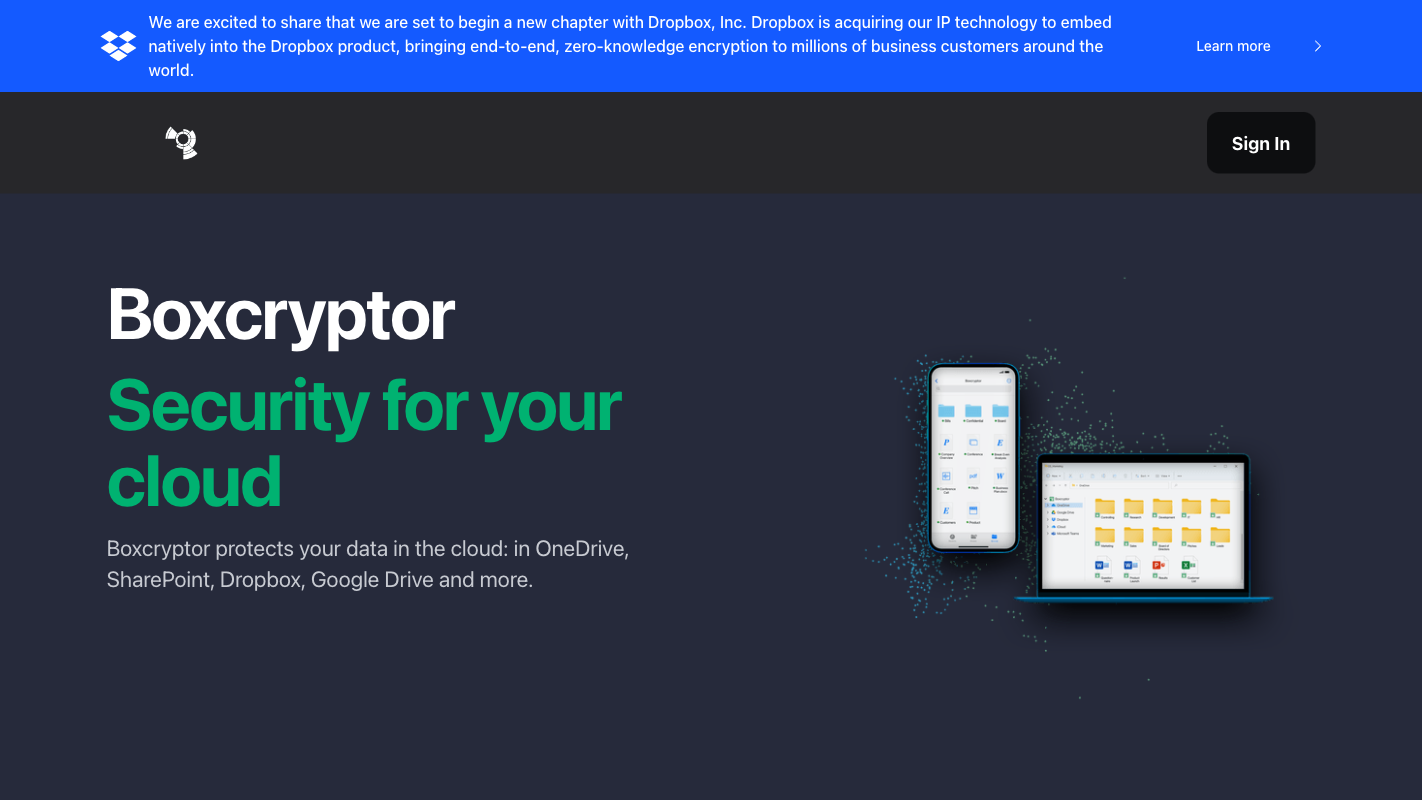 We are excited to share that we are set to begin a new chapter with Dropbox, Inc. Dropbox is acquiring our IP technology to embed
natively into the Dropbox product, bringing end-to-end, zero-knowledge encryption to millions of business customers around the
world.
Learn more
Sign In
Boxcryptor
Security for your
cloud
Boxcryptor protects your data in the cloud: in OneDrive,
SharePoint, Dropbox, Google Drive and more.